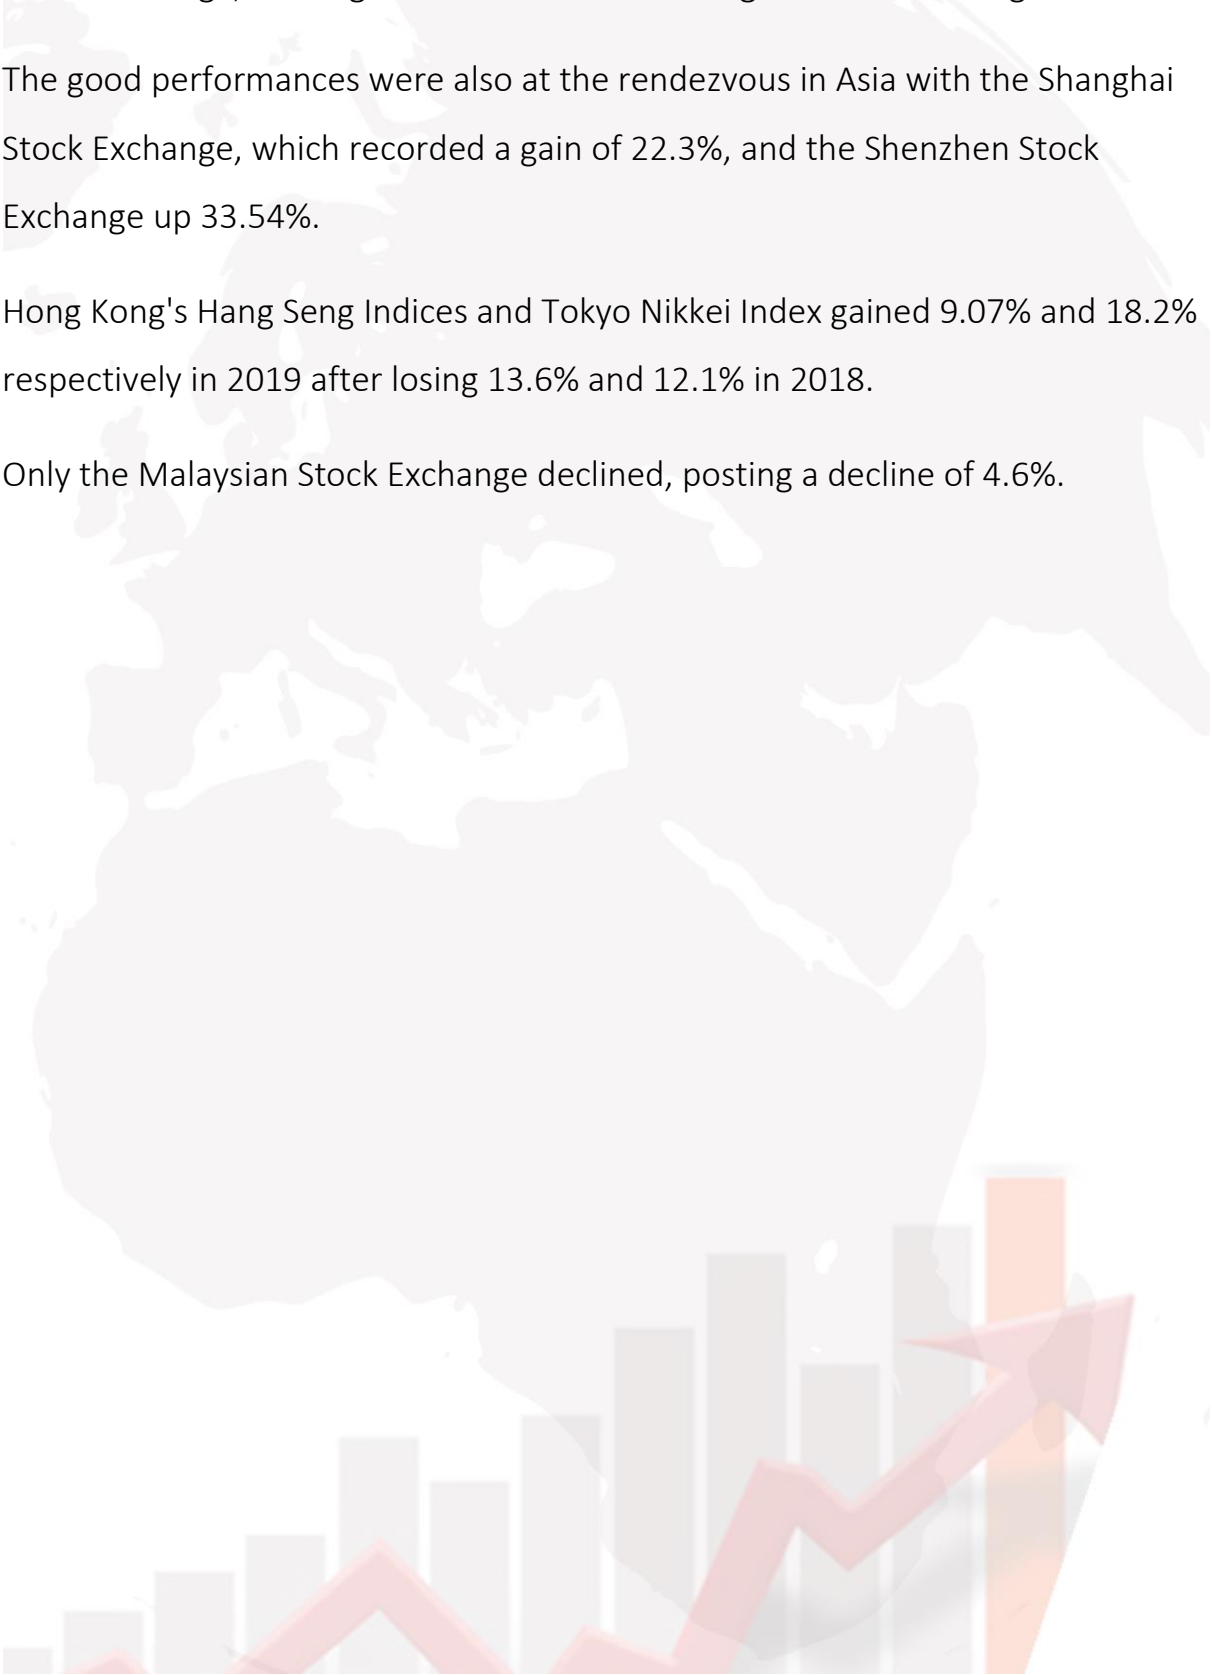 The good performances were also at the rendezvous in Asia with the Shanghai
Stock Exchange, which recorded a gain of 22.3%, and the Shenzhen Stock
Exchange up 33.54%.
Hong Kong's Hang Seng Indices and Tokyo Nikkei Index gained 9.07% and 18.2%
respectively in 2019 after losing 13.6% and 12.1% in 2018.
Only the Malaysian Stock Exchange declined, posting a decline of 4.6%.